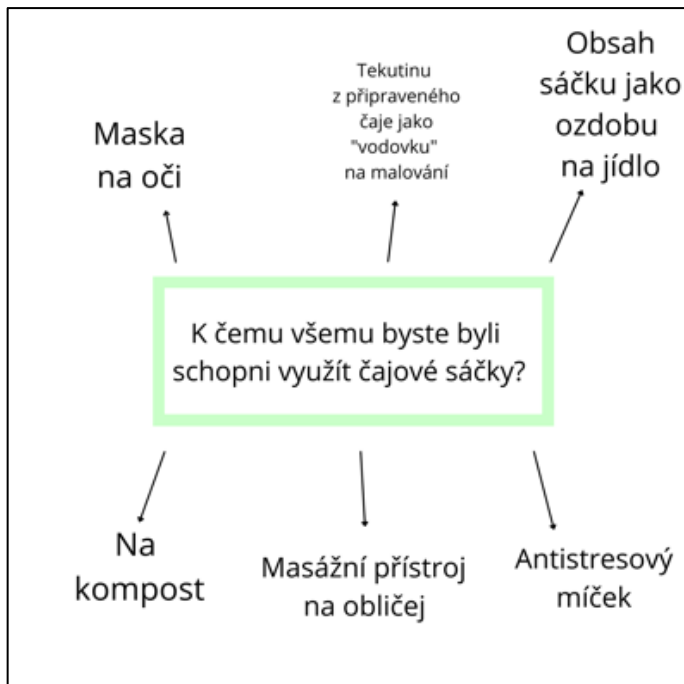 Maska
na oči
Tekutinu
z připraveného
čaje jako
"vodovku"
na malování
Obsah
sáčku jako
ozdobu
na jídlo
K čemu všemu byste byli
schopni využít čajové sáčky?
Na
kompost
Masážní přístroj
na obličej
Antistresový
míček